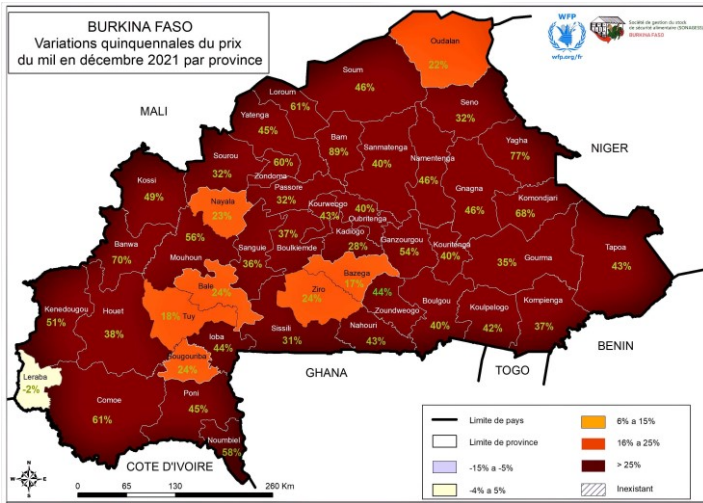 BURKINA FASO
Variations quinquennales du prix
du mil en décembre 2021 par province
WFP
wfp.org/fr
Société de gestion du stock
de sécurité alimentaire (SONAGESS)
BURKINA FASO
MALI
NIGER
BENIN
TOGO
GHANA
COTE D'IVOIRE
Oudalan
22%
Soum
46%
Loroum
61%
Seno
32%
Yatenga
45%
Bam
89%
Sanmatenga
40%
Namentenga
46%
Yagha
77%
Sourou
32%
60%
Zondoma
Passore
32%
Kossi
49%
Nayala
23%
Kourweogo
43%
40%
Oubritenga
Gnagna
46%
Komondjari
68%
56%
Mouhoun
37%
Boulkiemde
Sanguie
36%
Kadiogo
28%
Ganzourgou
54%
Kouritenga
40%
35%
Gourma
Tapoa
43%
Banwa
70%
Bale
24%
Bazega
17%
Ziro
24%
44%
Zoundweogo
Kenedougou
51%
Houet
38%
18%
Tuy
Ioba
44%
Sissili
31%
Nahouri
43%
Boulgou
40%
Koulpelogo
42%
Kompienga
37%
Leraba
-2%
Bougouriba
24%
Comoe
61%
Poni
45%
Noumbiel
58%
Limite de pays
Limite de province
-15% a -5%
-4% a 5%
6% a 15%
16% a 25%
> 25%
Inexistant
N
S
0 65 130 260 Km